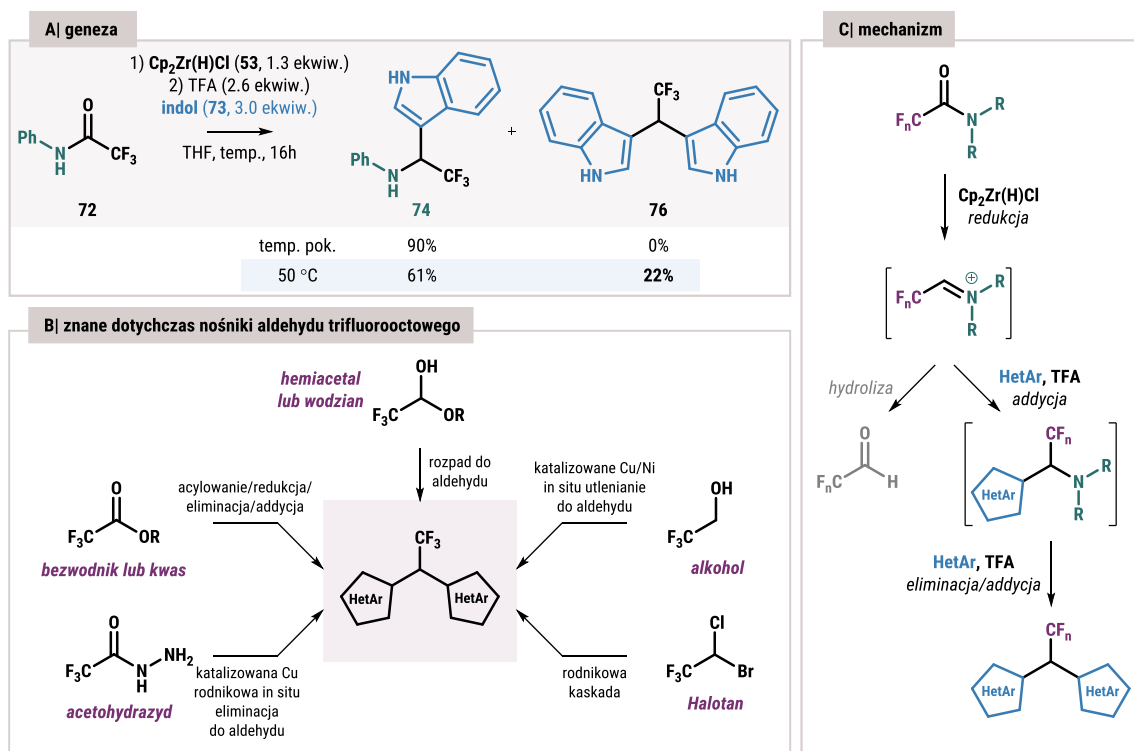 A| geneza
1) Cp2Zr(H)Cl (53, 1.3 ekwiw.)
2) TFA (2.6 ekwiw.)
indol (73, 3.0 ekwiw.)
THF, temp., 16h
Ph
N
H
O
CF3
72
HN
Ph
N
H
CF3
74
+
CF3
HN
NH
76
temp. pok. 90% 0%
50 °C 61% 22%
B| znane dotychczas nośniki aldehydu trifluorooctowego
hemiacetal
lub wodzian
OH
F3C
OR
rozpad do
aldehydu
acylowanie/redukcja/
eliminacja/addycja
O
F3C
OR
bezwodnik lub kwas
katalizowane Cu/Ni
in situ utlenianie
do aldehydu
OH
F3C
alkohol
CF3
HetAr
HetAr
O
F3C
N
H
NH2
acetohydrazyd
katalizowana Cu
rodnikowa in situ
eliminacja
do aldehydu
rodnikowa
kaskada
Cl
F3C
Br
Halotan
C| mechanizm
O
FnC
N
R
R
Cp2Zr(H)Cl
redukcja
FnC
⊕
N
R
R
hydroliza
HetAr, TFA
addycja
O
FnC
H
CFn
HetAr
N
R
R
HetAr, TFA
eliminacja/addycja
CFn
HetAr
HetAr